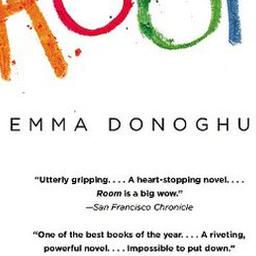 ROOM
EMMA DONOGHU
“Utterly gripping. . . . A heart-stopping novel. . . .
Room is a big wow.”
—San Francisco Chronicle
“One of the best books of the year. . . . A riveting,
powerful novel. . . . Impossible to put down.”